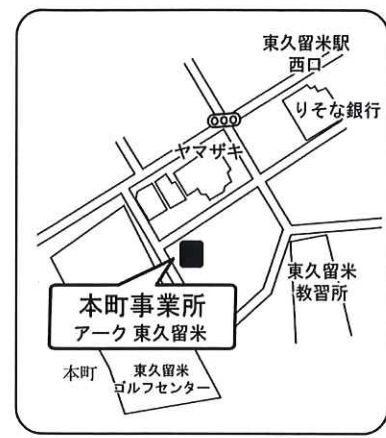 東久留米駅
西口
りそな銀行
ヤマザキ
本町事業所
アーク 東久留米
東久留米
教習所
本町
東久留米
ゴルフセンター